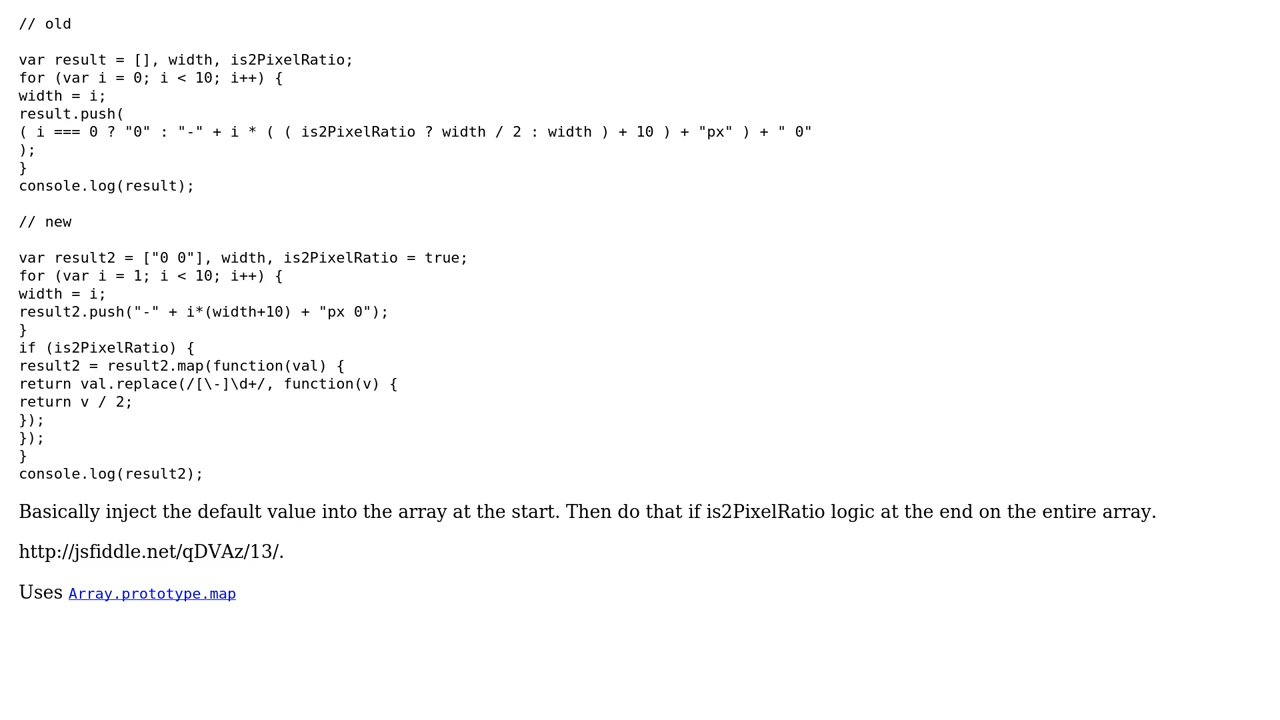 // old
var result = [], width, is2PixelRatio;
for (var i = 0; i < 10; i++) {
width = i;
result.push(
( i === 0 ? "0" : "-" + i * ( ( is2PixelRatio ? width / 2 : width ) + 10 ) + "px" ) + " 0"
);
}
console.log(result);
// new
var result2 = ["0 0"], width, is2PixelRatio = true;
for (var i = 1; i < 10; i++) {
width = i;
result2.push("-" + i*(width+10) + "px 0");
}
if (is2PixelRatio) {
result2 = result2.map(function(val) {
return val.replace(/[\-]\d+/, function(v) {
return v / 2;
});
});
}
console.log(result2);
Basically inject the default value into the array at the start. Then do that if is2PixelRatio logic at the end on the entire array.
http://jsfiddle.net/qDVAz/13/.
Uses Array.prototype.map